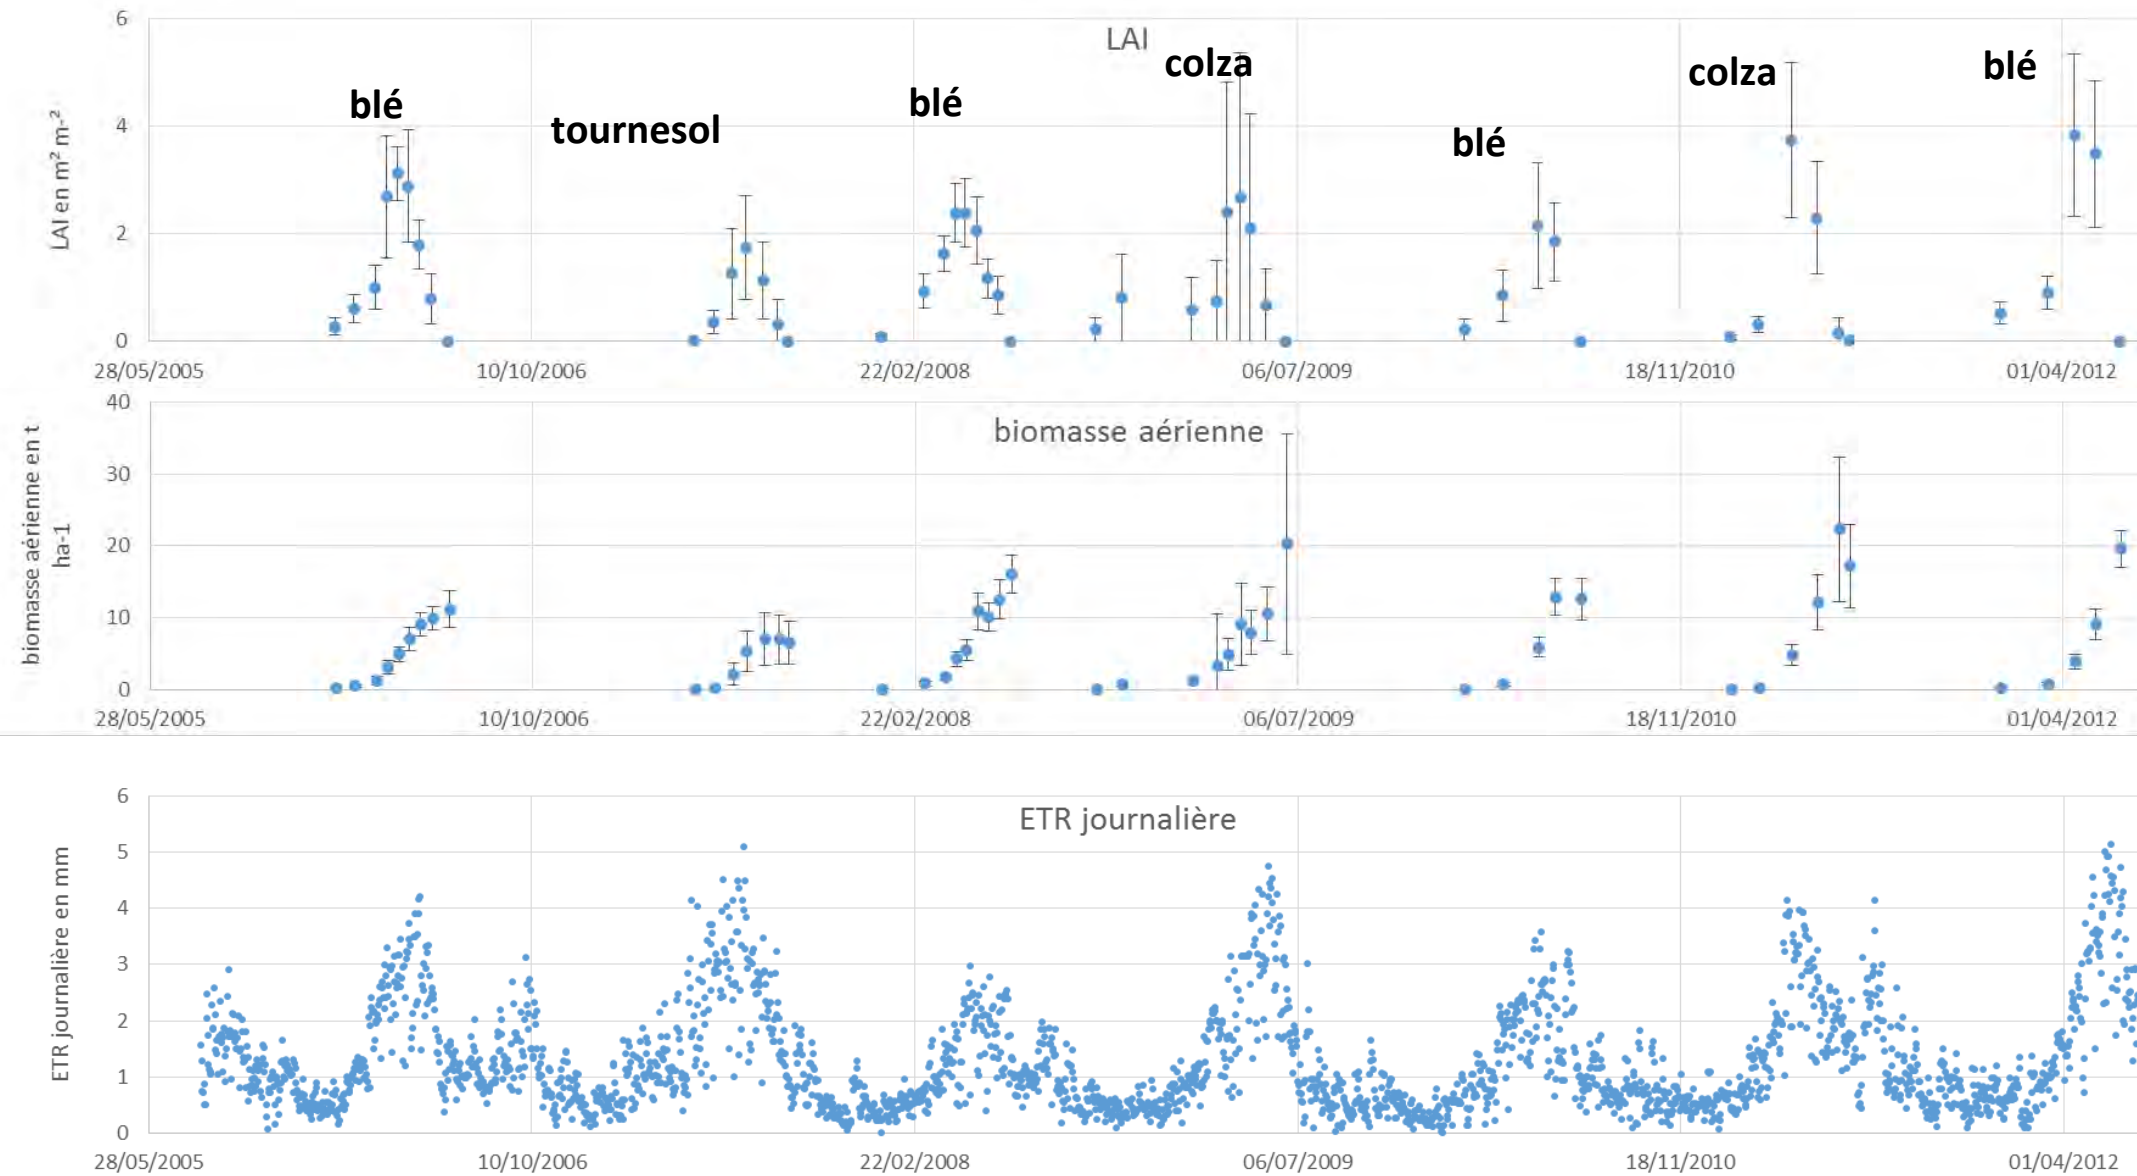 LAI
6
4
2
0
LAI en m² m-²
blé
tournesol
blé
colza
blé
colza
blé
28/05/2005 10/10/2006 22/02/2008 06/07/2009 18/11/2010 01/04/2012
biomasse aérienne
40
30
20
10
0
biomasse aérienne en t
ha-1
28/05/2005 10/10/2006 22/02/2008 06/07/2009 18/11/2010 01/04/2012
ETR journalière
6
5
4
3
2
1
0
ETR journalière en mm
28/05/2005 10/10/2006 22/02/2008 06/07/2009 18/11/2010 01/04/2012